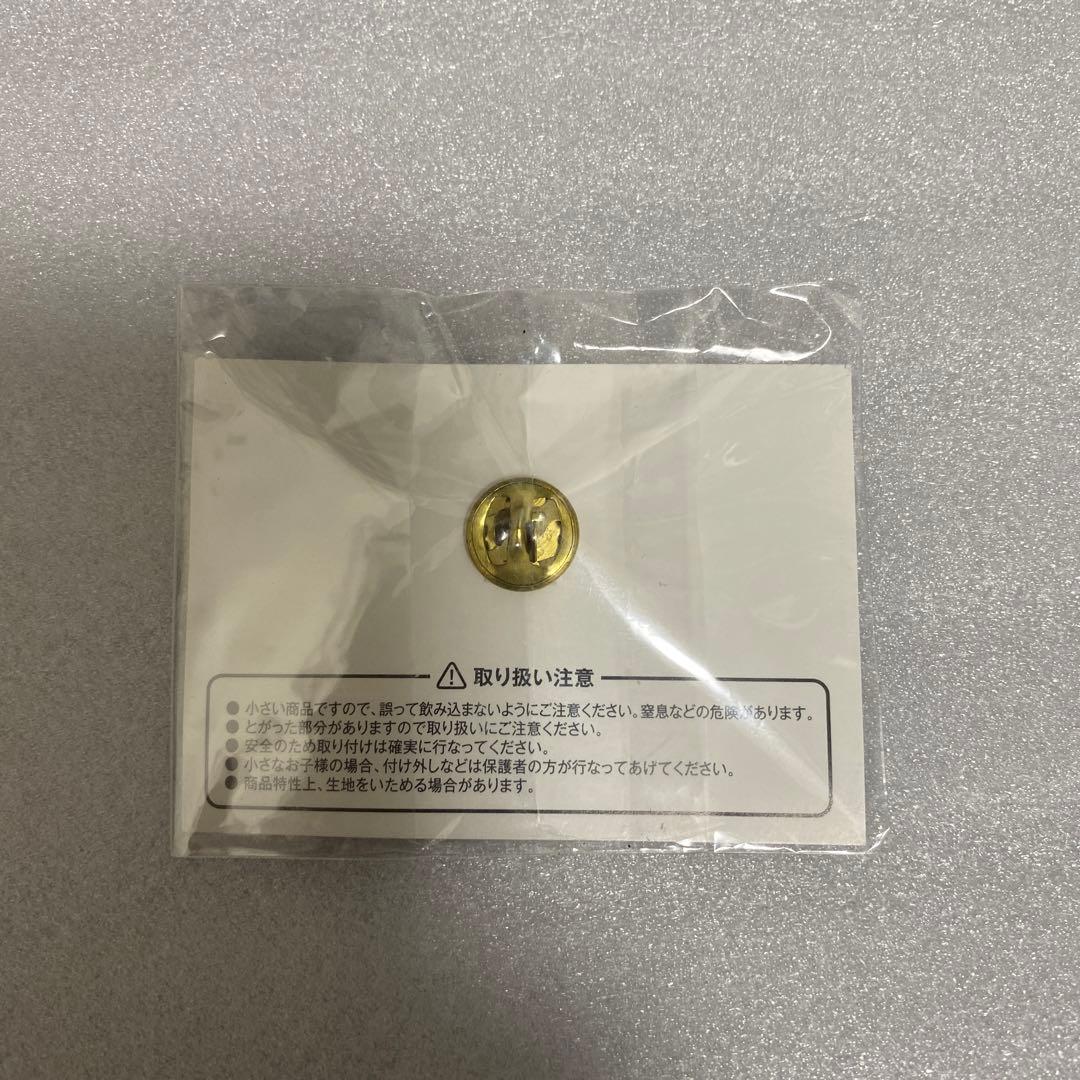 ⚠ 取り扱い注意
● 小さい商品ですので、誤って飲み込まないようにご注意ください。窒息などの危険があります。
● とがった部分がありますので取り扱いにご注意ください。
● 安全のため取り付けは確実に行なってください。
● 小さなお子様の場合、付け外しなどは保護者の方が行なってあげてください。
● 商品特性上、生地をいためる場合があります。